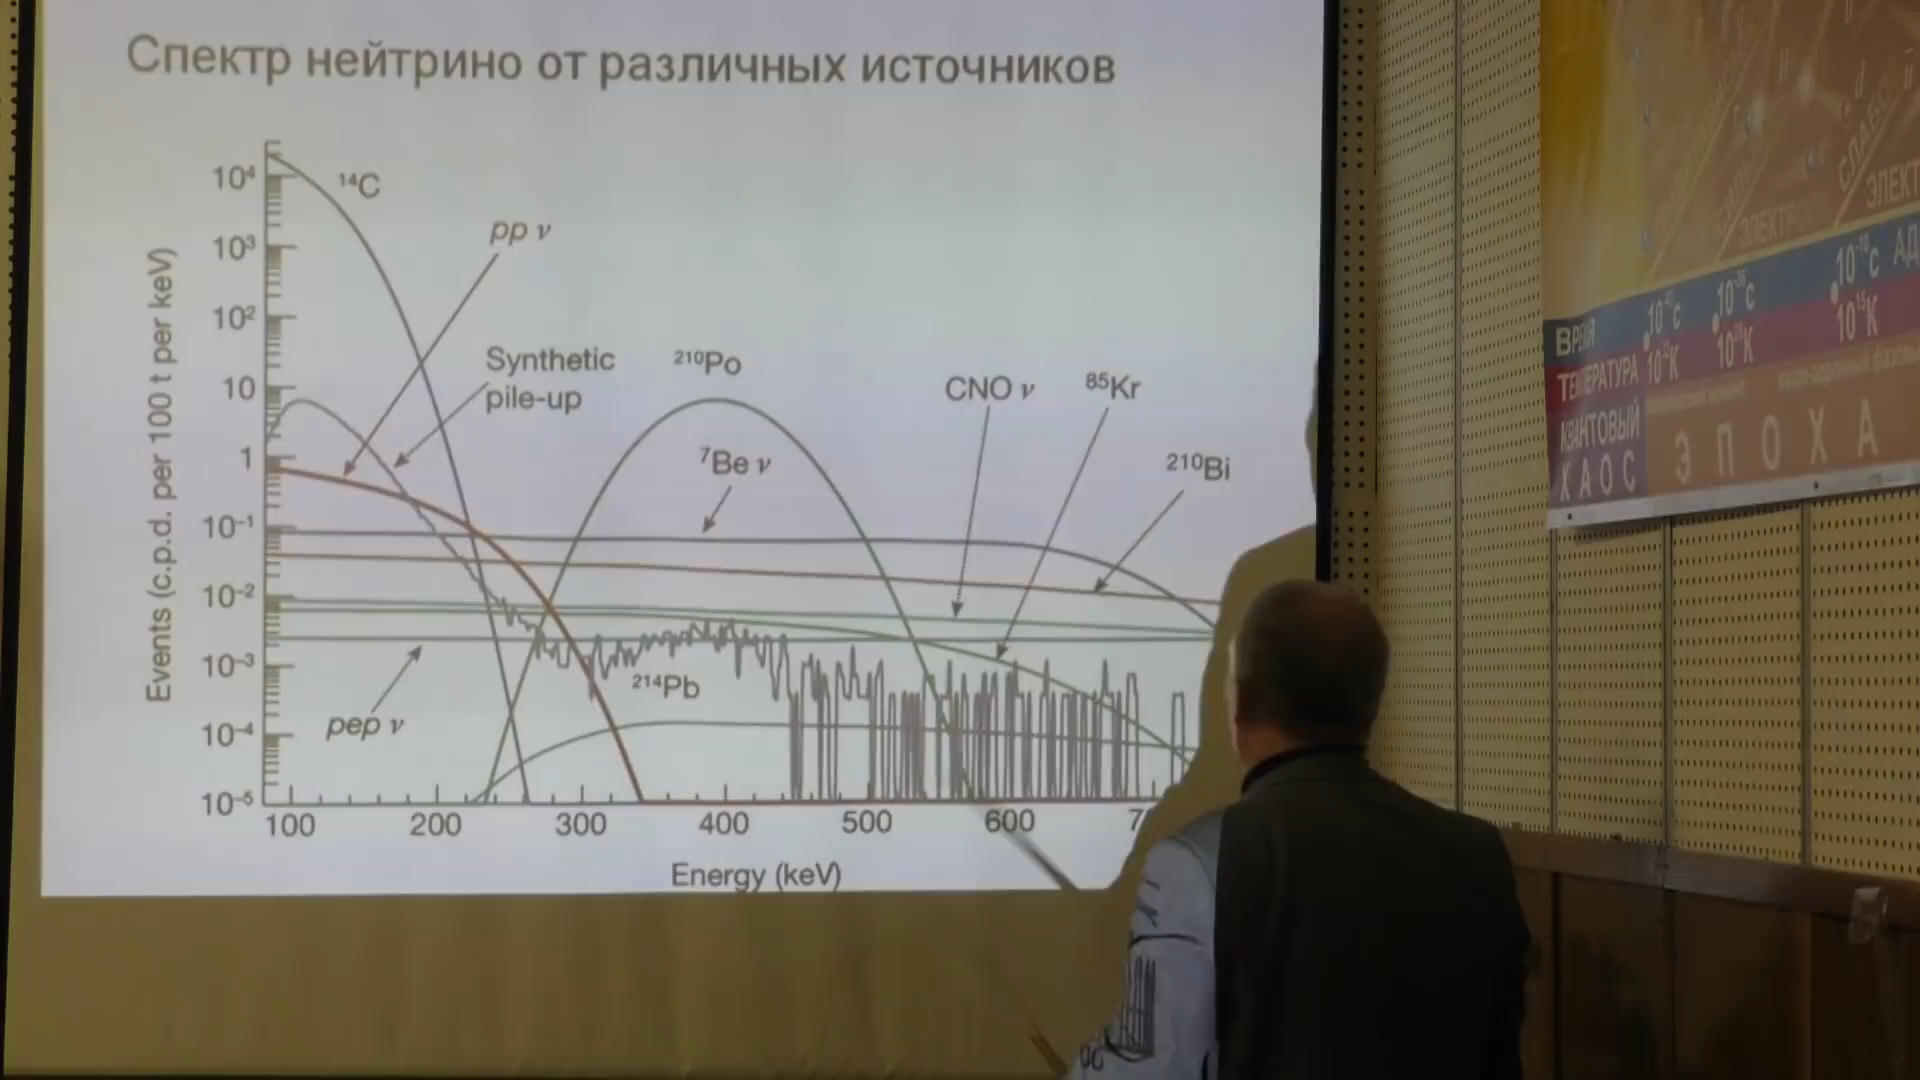 Спектр нейтрино от различных источников
Events (c.p.d. per 100 t per keV)
10⁴
10³
10²
10
1
10⁻¹
10⁻²
10⁻³
10⁻⁴
10⁻⁵
¹⁴C
pp ν
Synthetic
pile-up
²¹⁰Po
⁷Be ν
CNO ν
⁸⁵Kr
²¹⁰Bi
²¹⁴Pb
pep ν
100 200 300 400 500 600 7
Energy (keV)
ВРЕМЯ
ТЕМПЕРАТУРА
КВАНТОВЫЙ
ХАОС
ЭПОХА